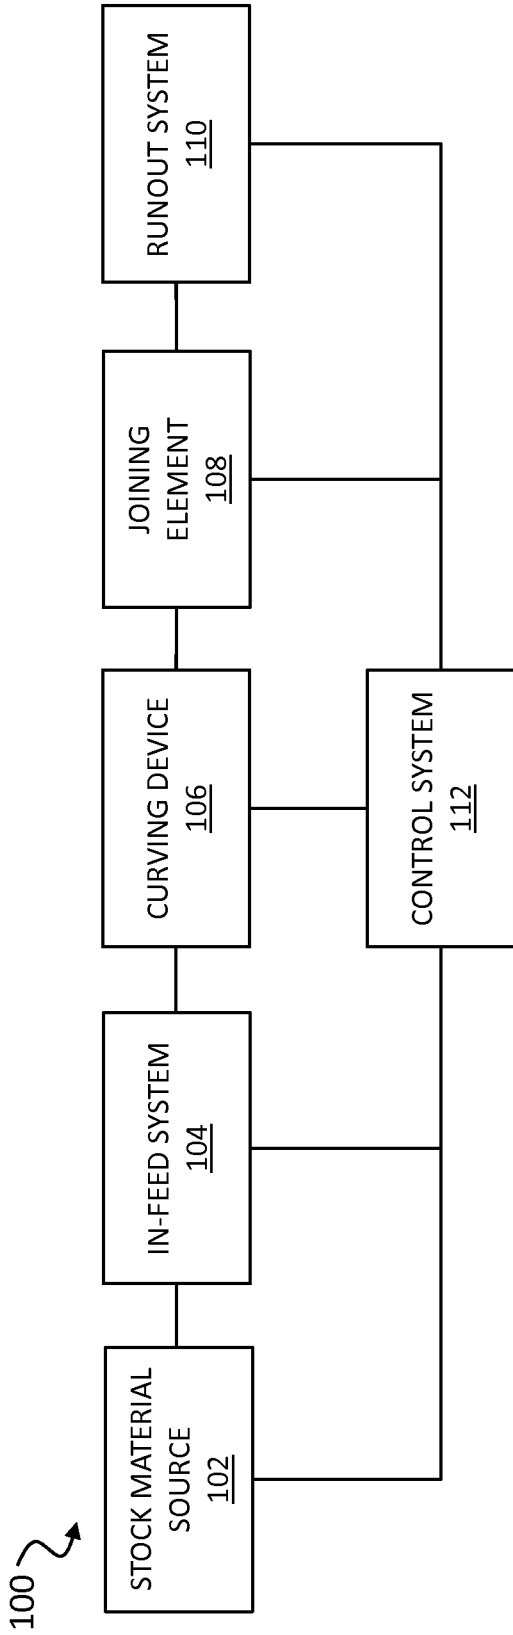 100
STOCK MATERIAL
SOURCE
102
IN-FEED SYSTEM
104
CURVING DEVICE
106
JOINING
ELEMENT
108
RUNOUT SYSTEM
110
CONTROL SYSTEM
112